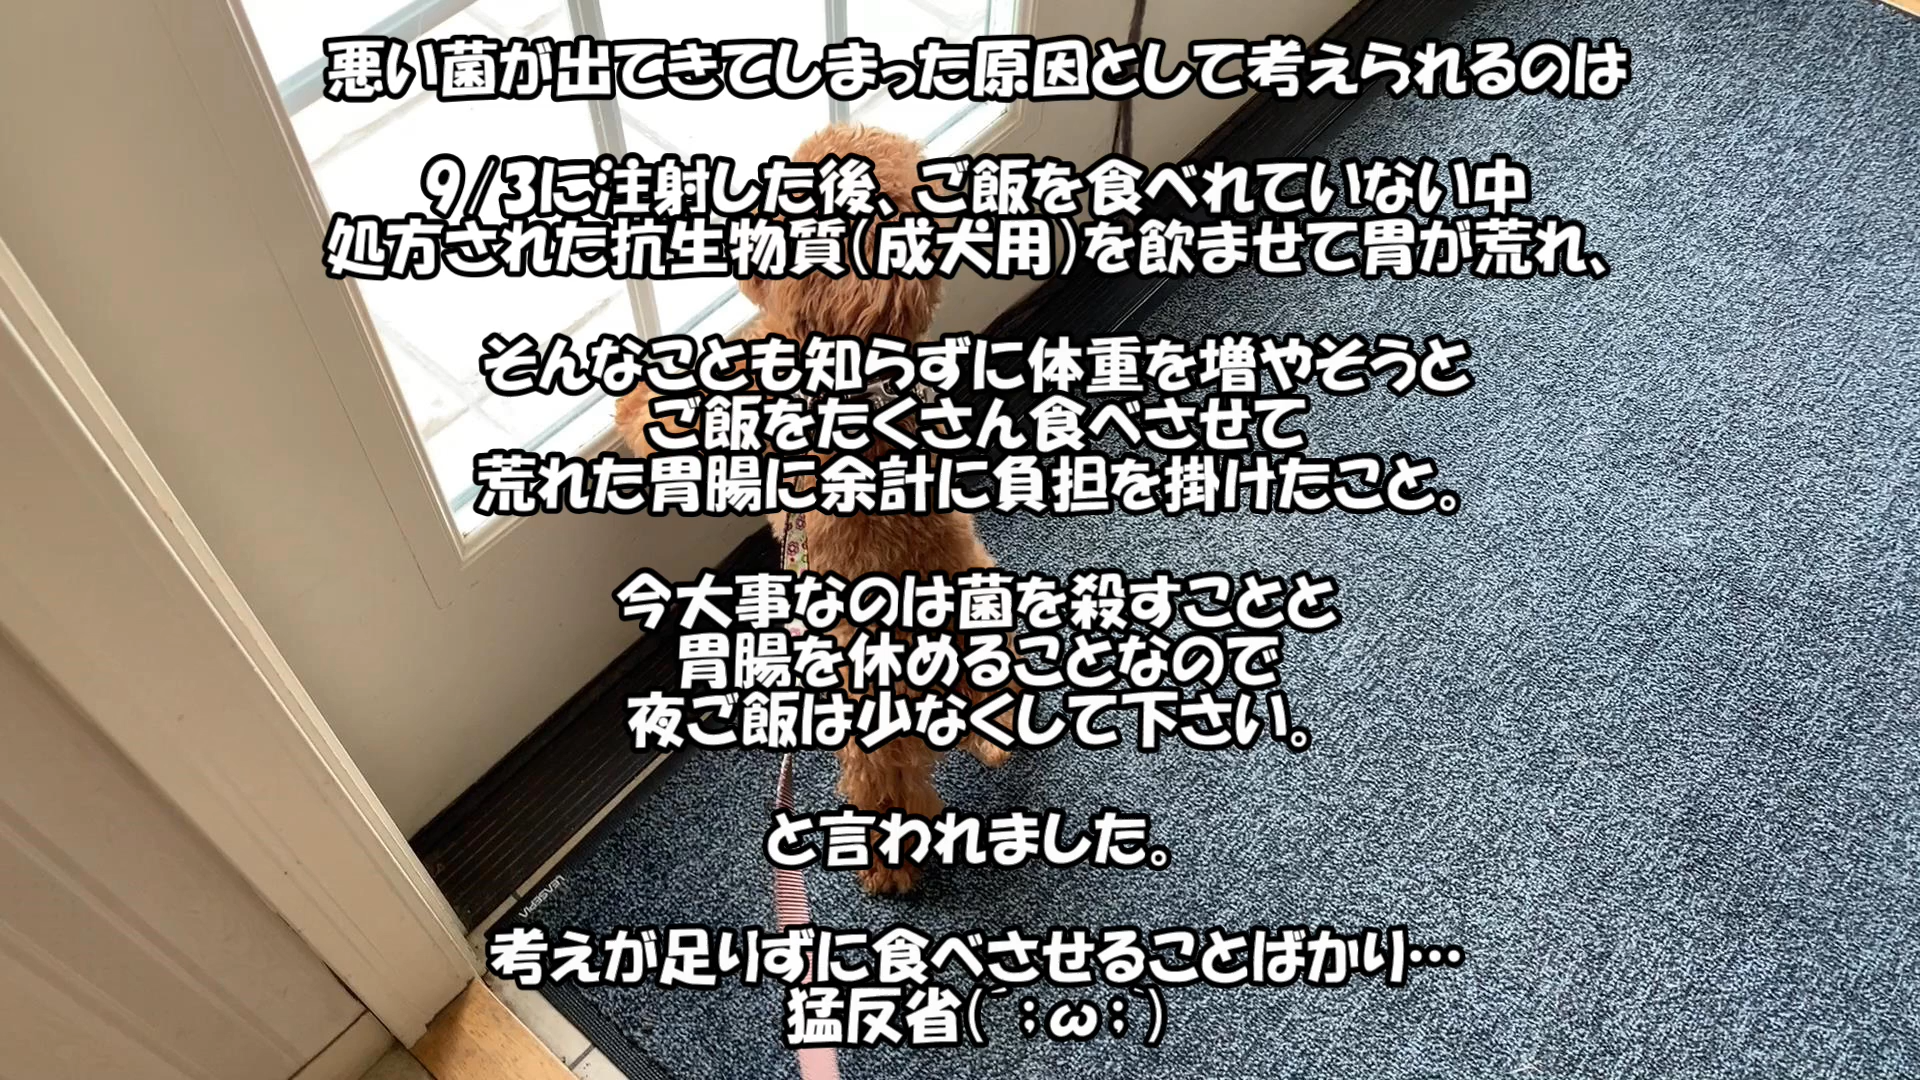 悪い菌が出てきてしまった原因として考えられるのは
9/3に注射した後、ご飯を食べれていない中
処方された抗生物質(成犬用)を飲ませて胃が荒れ、
そんなことも知らずに体重を増やそうと
ご飯をたくさん食べさせて
荒れた胃腸に余計に負担を掛けたこと。
今大事なのは菌を殺すことと
胃腸を休めることなので
夜ご飯は少なくして下さい。
と言われました。
考えが足りずに食べさせることばかり…
猛反省(´;ω;`)